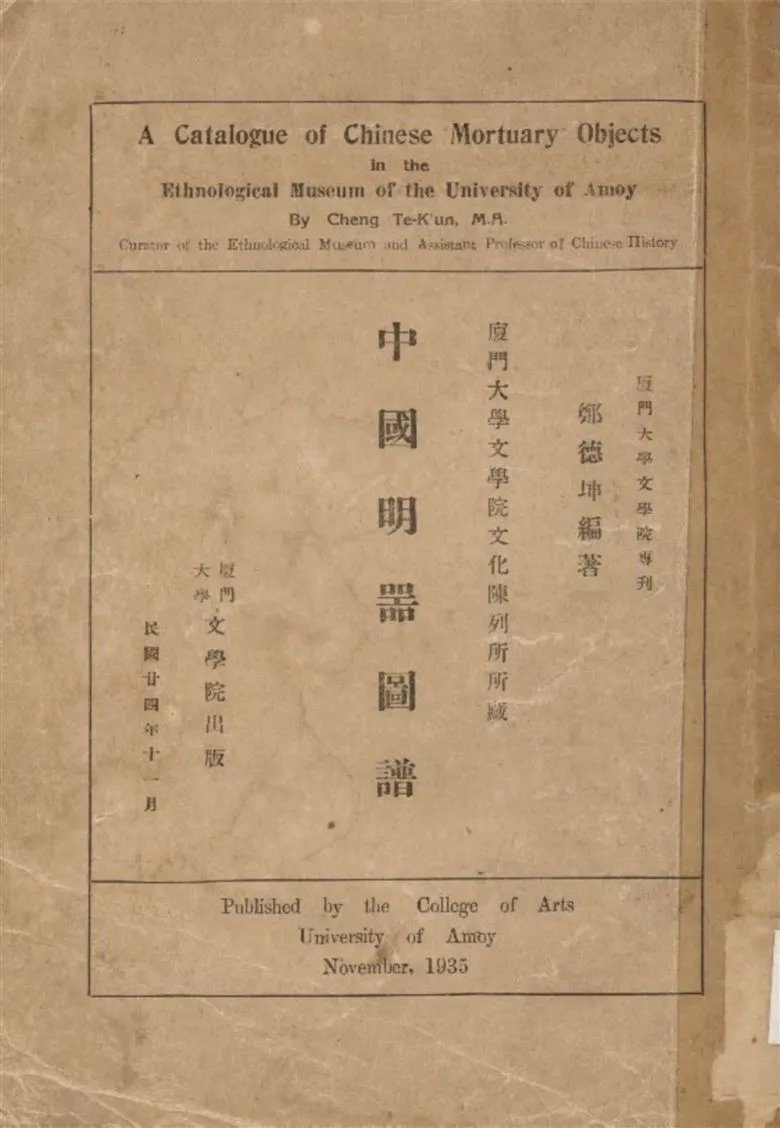 A Catalogue of Chinese Mortuary Objects
in the
Ethnological Museum of the University of Amoy
By Cheng Te-K'un, M.A.
Curator of the Ethnological Museum and Assistant Professor of Chinese History
廈門大學文學院專刊
鄭德坤編著
廈門大學文學院文化陳列所所藏
中國明器圖譜
廈門大學文學院出版
民國廿四年十一月
Published by the College of Arts
University of Amoy
November, 1935